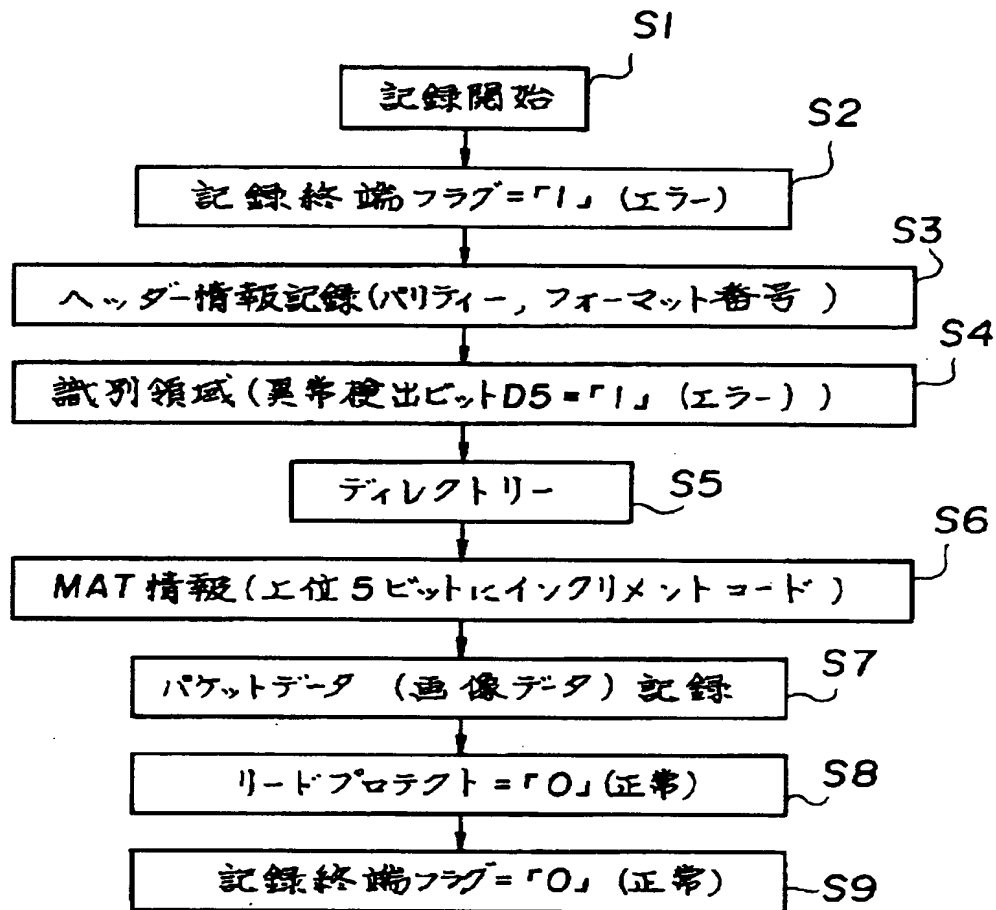 S1
記録開始
S2
記録終端フラグ=「1」(エラー)
S3
ヘッダー情報記録(パリティー,フォーマット番号)
S4
識別領域(異常検出ビットD5=「1」(エラー))
ディレクトリー
S5
S6
MAT情報(上位5ビットにインクリメントコード)
S7
パケットデータ (画像データ)記録
リードプロテクト=「0」(正常)
S8
記録終端フラグ=「0」(正常)
S9